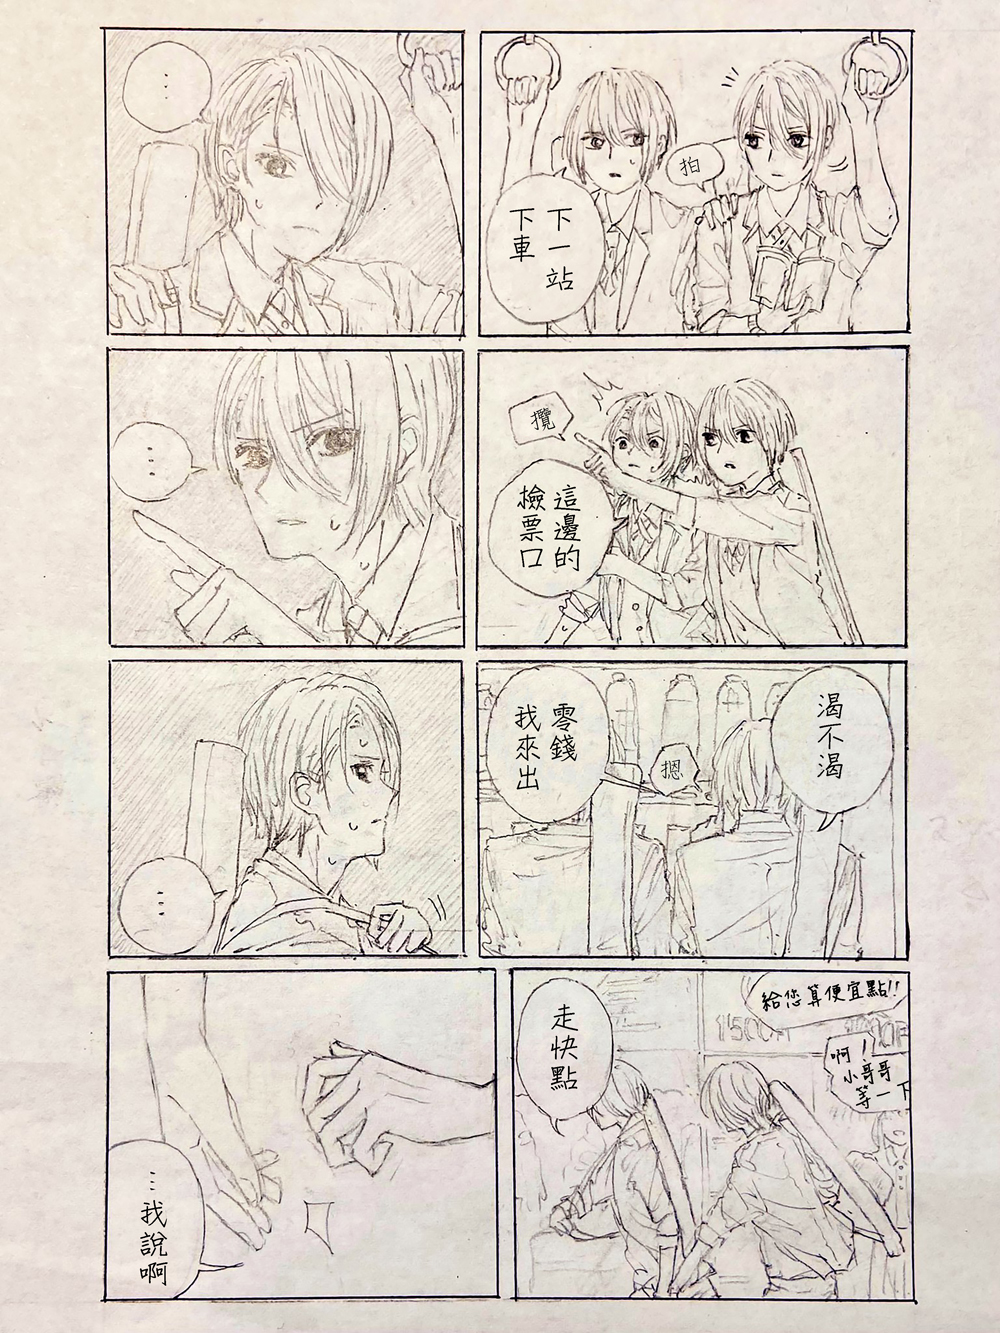 拍
下一站
下車
…
攬
這邊的
檢票口
…
渴不渴
摁
零錢
我來出
…
給您算便宜點!!
啊！
小哥哥
等一下
走快點
…我說啊